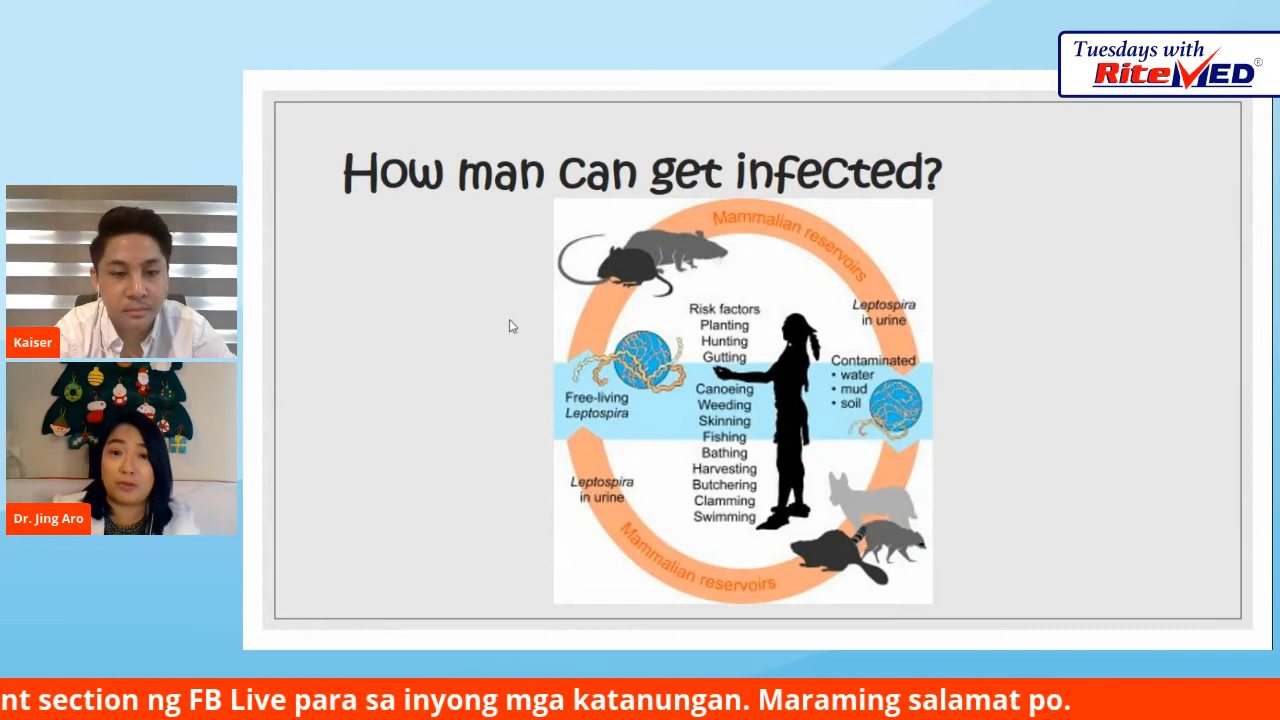 Tuesdays with
RiteMED®
How man can get infected?
Mammalian reservoirs
Risk factors
Planting
Hunting
Gutting
Canoeing
Weeding
Skinning
Fishing
Bathing
Harvesting
Butchering
Clamming
Swimming
Leptospira
in urine
Contaminated
• water
• mud
• soil
Free-living
Leptospira
Leptospira
in urine
Mammalian reservoirs
Kaiser
Dr. Jing Aro
nt section ng FB Live para sa inyong mga katanungan. Maraming salamat po.